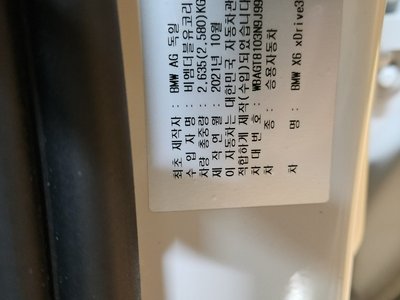 최초 제작자 : BMW AG 독일
수 입 자 명 : 비엠더블유코리
차량 총중량 : 2,635(2,580)KG
제 작 연 월 : 2021년 10월
이 자동차는 대한민국 자동차관
적합하게 제작(수입)되었습니다
차 대 번 호 : WBAGT8103N9J99
차 종 : 승용자동차
차 명 : BMW X6 xDrive3